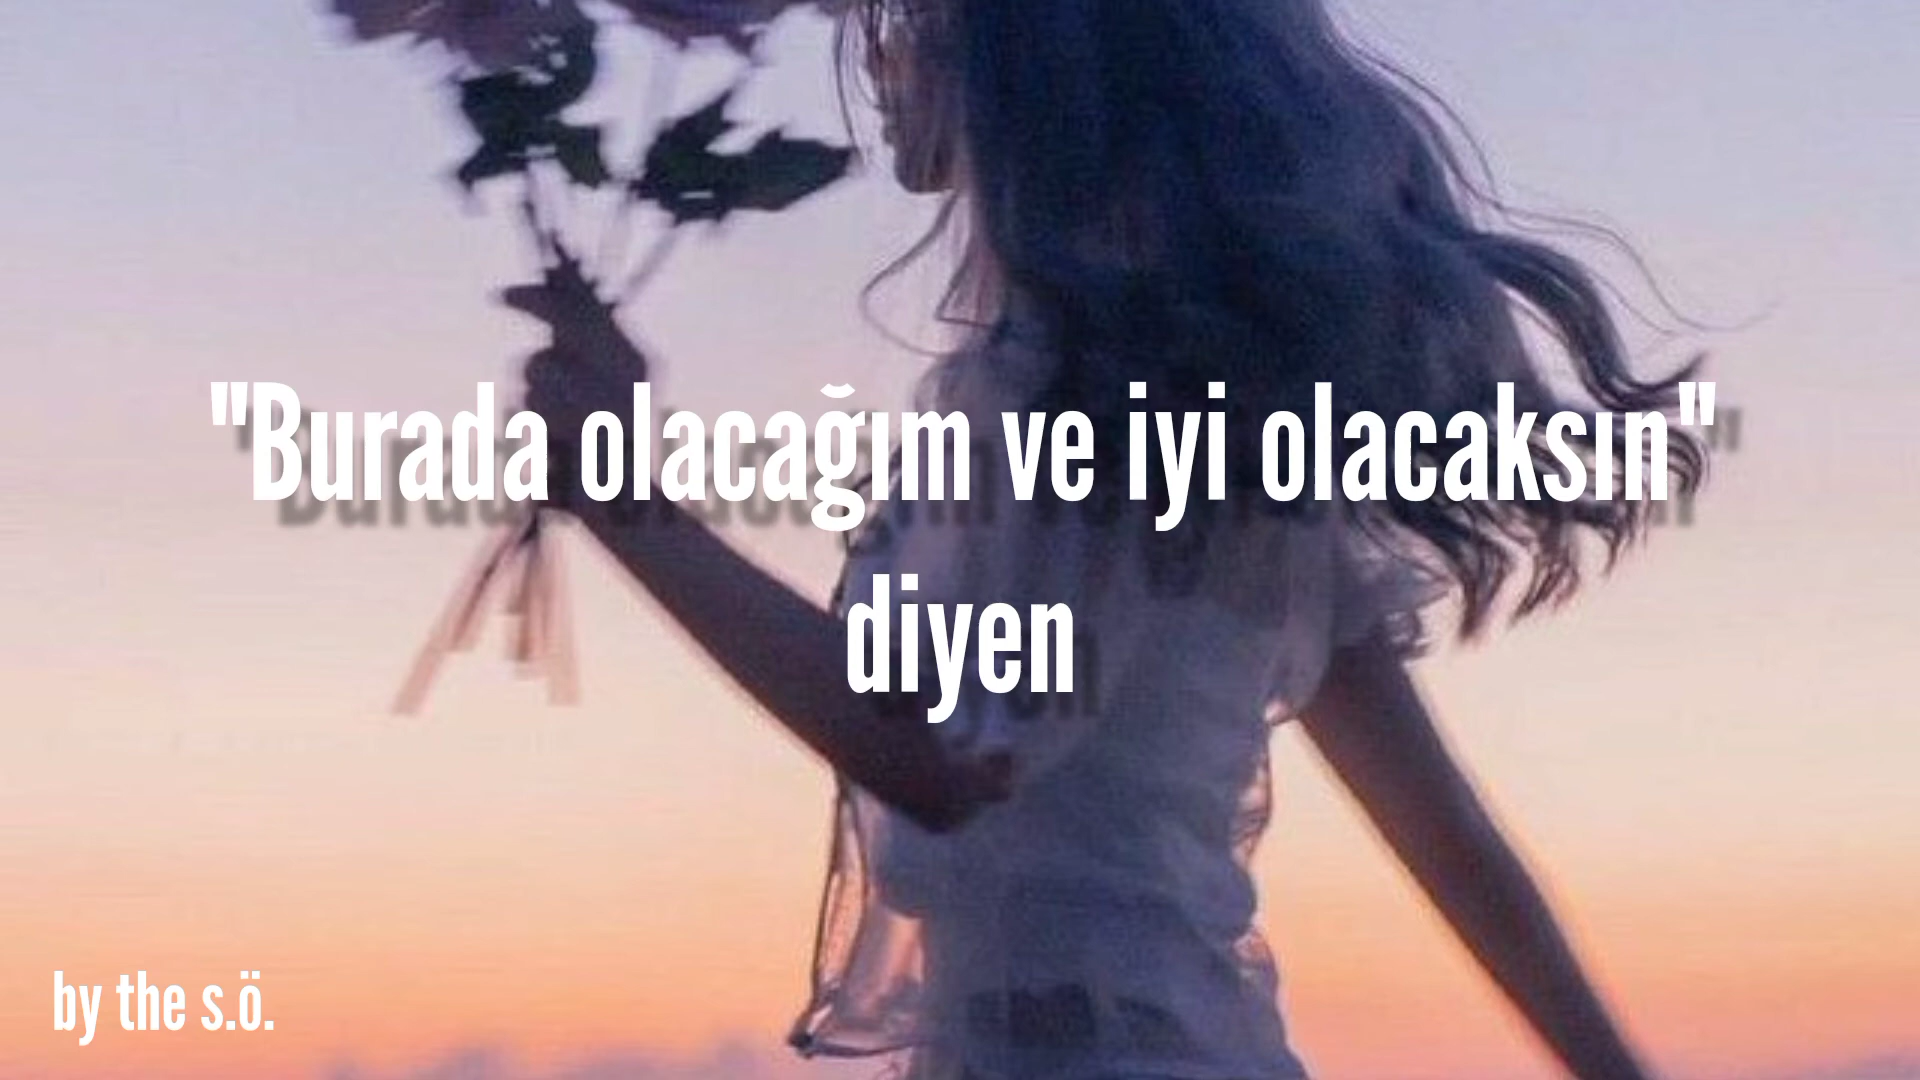 "Burada olacağım ve iyi olacaksın"
diyen
by the s.ö.